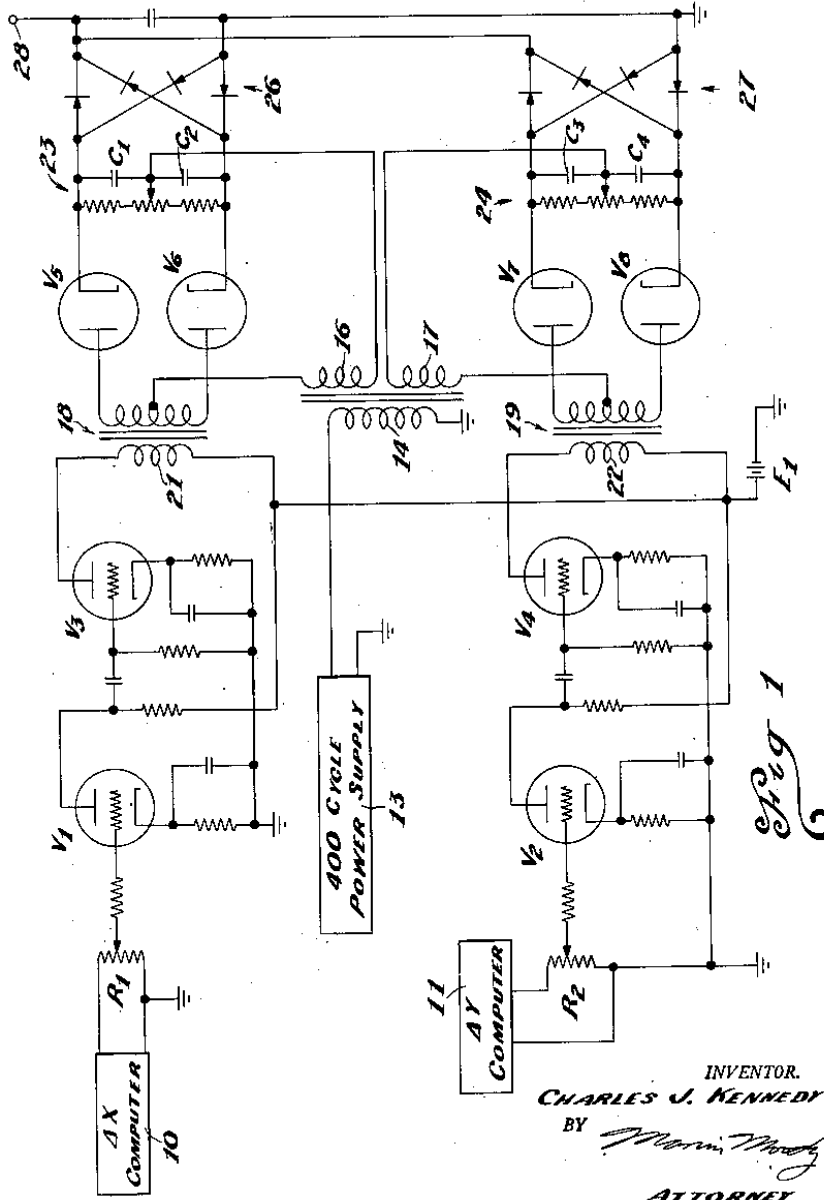 28
23
C1
C2
26
V5
V6
18
21
16
17
14
V3
V1
400 CYCLE
POWER SUPPLY
13
R1
ΔX
COMPUTER
10
24
C3
C4
27
V7
V8
19
22
E1
V4
V2
11
ΔY
COMPUTER
R2
Fig 1
INVENTOR.
CHARLES J. KENNEDY
BY
ATTORNEY